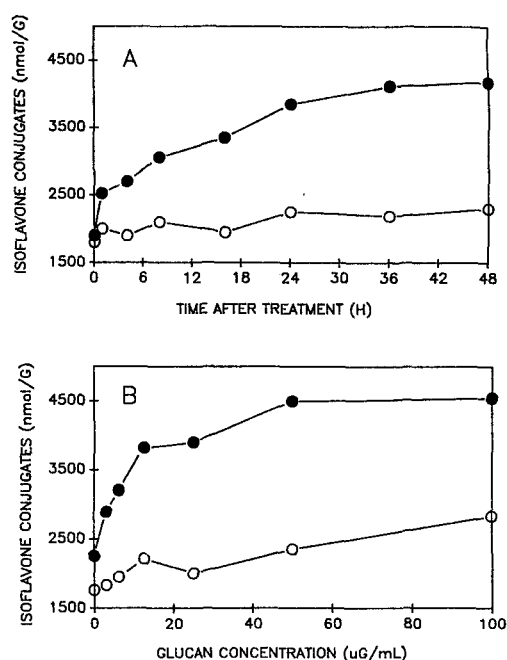 A
ISOFLAVONE CONJUGATES (nmol/G)
4500
3500
2500
1500
0 6 12 18 24 30 36 42 48
TIME AFTER TREATMENT (H)
B
ISOFLAVONE CONJUGATES (nmol/G)
4500
3500
2500
1500
0 20 40 60 80 100
GLUCAN CONCENTRATION (uG/mL)